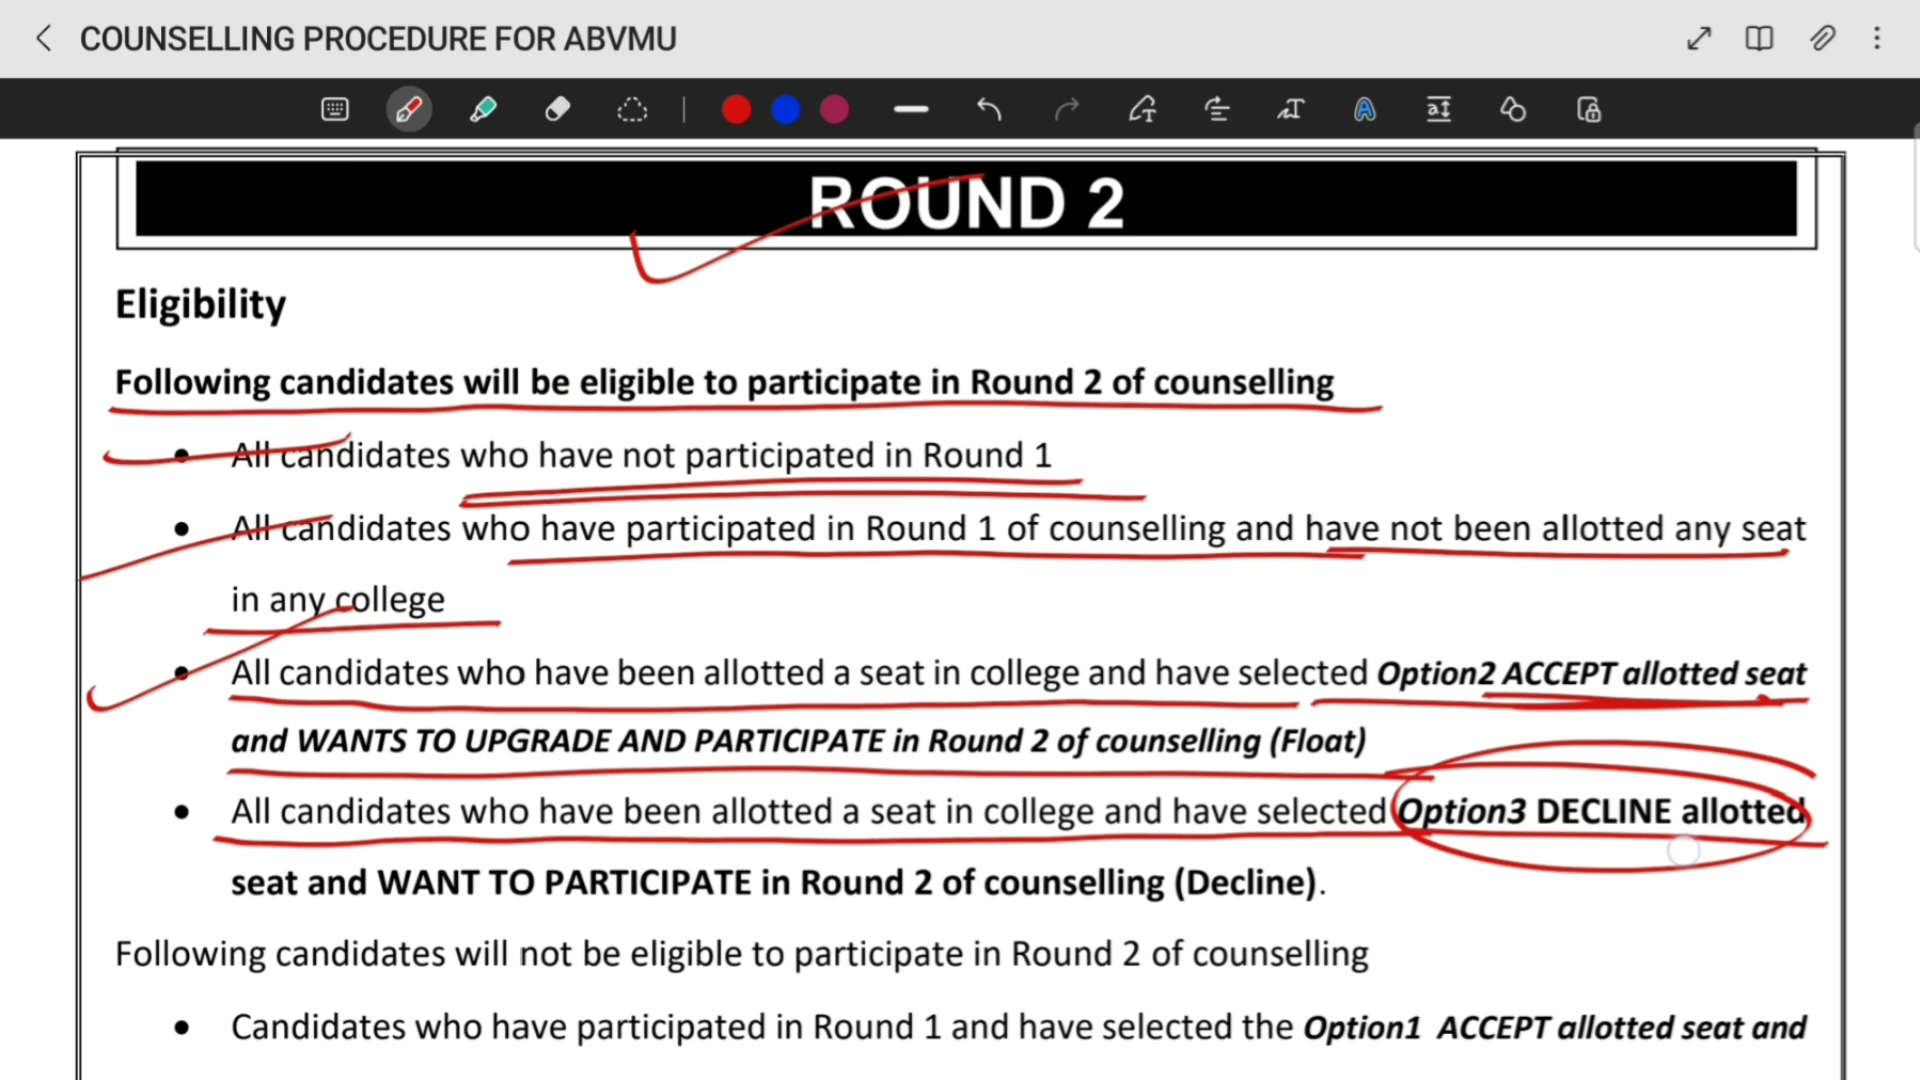 COUNSELLING PROCEDURE FOR ABVMU
ROUND 2
Eligibility
Following candidates will be eligible to participate in Round 2 of counselling
• All candidates who have not participated in Round 1
• All candidates who have participated in Round 1 of counselling and have not been allotted any seat
in any college
• All candidates who have been allotted a seat in college and have selected Option2 ACCEPT allotted seat
and WANTS TO UPGRADE AND PARTICIPATE in Round 2 of counselling (Float)
• All candidates who have been allotted a seat in college and have selected Option3 DECLINE allotted
seat and WANT TO PARTICIPATE in Round 2 of counselling (Decline).
Following candidates will not be eligible to participate in Round 2 of counselling
• Candidates who have participated in Round 1 and have selected the Option1 ACCEPT allotted seat and